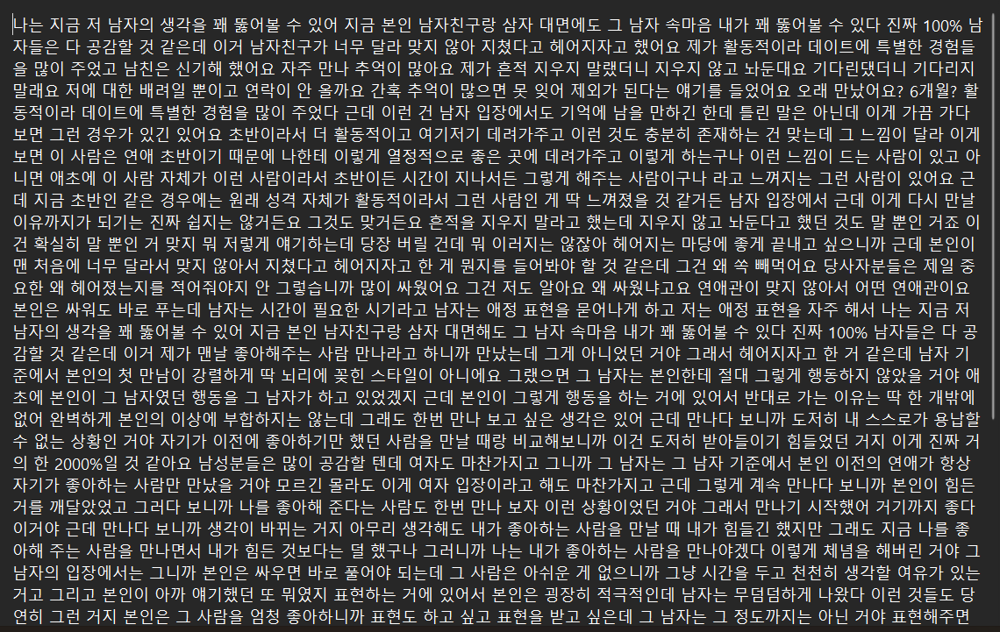 나는 지금 저 남자의 생각을 꽤 뚫어볼 수 있어 지금 본인 남자친구랑 삼자 대면에도 그 남자 속마음 내가 꽤 뚫어볼 수 있다 진짜 100% 남
자들은 다 공감할 것 같은데 이거 남자친구가 너무 달라 맞지 않아 지쳤다고 헤어지자고 했어요 제가 활동적이라 데이트에 특별한 경험들
을 많이 주었고 남친은 신기해 했어요 자주 만나 추억이 많아요 제가 흔적 지우지 말랬더니 지우지 않고 놔둔대요 기다린댔더니 기다리지
말래요 저에 대한 배려일 뿐이고 연락이 안 올까요 간혹 추억이 많으면 못 잊어 제외가 된다는 얘기를 들었어요 오래 만났어요? 6개월? 활
동적이라 데이트에 특별한 경험을 많이 주었다 근데 이런 건 남자 입장에서도 기억에 남을 만하긴 한데 틀린 말은 아닌데 이게 가끔 가다
보면 그런 경우가 있긴 있어요 초반이라서 더 활동적이고 여기저기 데려가주고 이런 것도 충분히 존재하는 건 맞는데 그 느낌이 달라 이게
보면 이 사람은 연애 초반이기 때문에 나한테 이렇게 열정적으로 좋은 곳에 데려가주고 이렇게 하는구나 이런 느낌이 드는 사람이 있고 아
니면 애초에 이 사람 자체가 이런 사람이라서 초반이든 시간이 지나서든 그렇게 해주는 사람이구나 라고 느껴지는 그런 사람이 있어요 근
데 지금 초반인 같은 경우에는 원래 성격 자체가 활동적이라서 그런 사람인 게 딱 느껴졌을 것 같거든 남자 입장에서 근데 이게 다시 만날
이유까지가 되기는 진짜 쉽지는 않거든요 그것도 맞거든요 흔적을 지우지 말라고 했는데 지우지 않고 놔둔다고 했던 것도 말 뿐인 거죠 이
건 확실히 말 뿐인 거 맞지 뭐 저렇게 얘기하는데 당장 버릴 건데 뭐 이러지는 않잖아 헤어지는 마당에 좋게 끝내고 싶으니까 근데 본인이
맨 처음에 너무 달라서 맞지 않아서 지쳤다고 헤어지자고 한 게 뭔지를 들어봐야 할 것 같은데 그건 왜 쏙 빼먹어요 당사자분들은 제일 중
요한 왜 헤어졌는지를 적어줘야지 안 그렇습니까 많이 싸웠어요 그건 저도 알아요 왜 싸웠냐고요 연애관이 맞지 않아서 어떤 연애관이요
본인은 싸워도 바로 푸는데 남자는 시간이 필요한 시기라고 남자는 애정 표현을 묻어나게 하고 저는 애정 표현을 자주 해서 나는 지금 저
남자의 생각을 꽤 뚫어볼 수 있어 지금 본인 남자친구랑 삼자 대면해도 그 남자 속마음 내가 꽤 뚫어볼 수 있다 진짜 100% 남자들은 다 공
감할 것 같은데 이거 제가 맨날 좋아해주는 사람 만나라고 하니까 만났는데 그게 아니었던 거야 그래서 헤어지자고 한 거 같은데 남자 기
준에서 본인의 첫 만남이 강렬하게 딱 뇌리에 꽂힌 스타일이 아니에요 그랬으면 그 남자는 본인한테 절대 그렇게 행동하지 않았을 거야 애
초에 본인이 그 남자였던 행동을 그 남자가 하고 있었겠지 근데 본인이 그렇게 행동을 하는 거에 있어서 반대로 가는 이유는 딱 한 개밖에
없어 완벽하게 본인의 이상에 부합하지는 않는데 그래도 한번 만나 보고 싶은 생각은 있어 근데 만나다 보니까 도저히 내 스스로가 용납할
수 없는 상황인 거야 자기가 이전에 좋아하기만 했던 사람을 만날 때랑 비교해보니까 이건 도저히 받아들이기 힘들었던 거지 이게 진짜 거
의 한 2000%일 것 같아요 남성분들은 많이 공감할 텐데 여자도 마찬가지고 그니까 그 남자는 그 남자 기준에서 본인 이전의 연애가 항상
자기가 좋아하는 사람만 만났을 거야 모르긴 몰라도 이게 여자 입장이라고 해도 마찬가지고 근데 그렇게 계속 만나다 보니까 본인이 힘든
거를 깨달았었고 그러다 보니까 나를 좋아해 준다는 사람도 한번 만나 보자 이런 상황이었던 거야 그래서 만나기 시작했어 거기까지 좋다
이거야 근데 만나다 보니까 생각이 바뀌는 거지 아무리 생각해도 내가 좋아하는 사람을 만날 때 내가 힘들긴 했지만 그래도 지금 나를 좋
아해 주는 사람을 만나면서 내가 힘든 것보다는 덜 했구나 그러니까 나는 내가 좋아하는 사람을 만나야겠다 이렇게 체념을 해버린 거야 그
남자의 입장에서는 그니까 본인은 싸우면 바로 풀어야 되는데 그 사람은 아쉬운 게 없으니까 그냥 시간을 두고 천천히 생각할 여유가 있는
거고 그리고 본인이 아까 얘기했던 또 뭐였지 표현하는 거에 있어서 본인은 굉장히 적극적인데 남자는 무덤덤하게 나왔다 이런 것들도 당
연히 그런 거지 본인은 그 사람을 엄청 좋아하니까 표현도 하고 싶고 표현을 받고 싶은데 그 남자는 그 정도까지는 아닌 거야 표현해주면